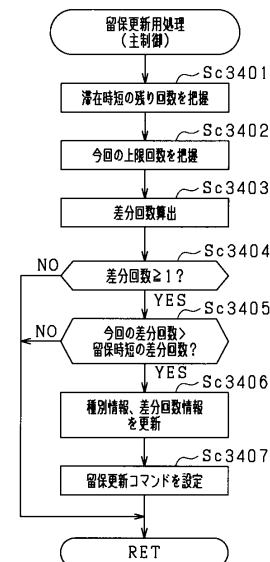 留保更新用処理
(主制御)
Sc3401
滞在時短の残り回数を把握
Sc3402
今回の上限回数を把握
Sc3403
差分回数算出
Sc3404
NO
差分回数≧1?
YES
Sc3405
NO
今回の差分回数>
留保時短の差分回数?
YES
Sc3406
種別情報、差分回数情報
を更新
Sc3407
留保更新コマンドを設定
RET